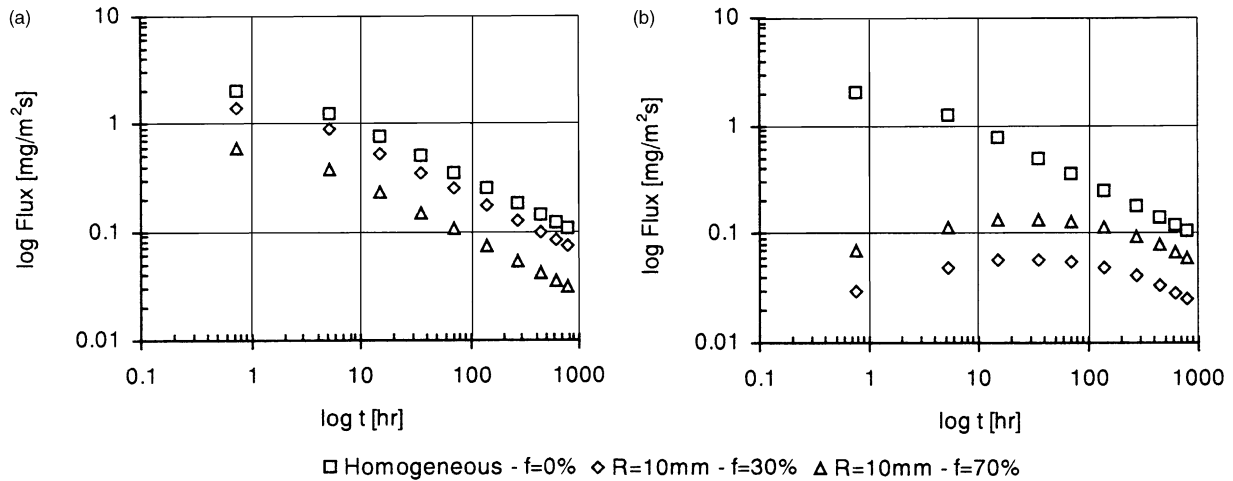 (a)
10
1
0.1
0.01
log Flux [mg/m²s]
0.1 1 10 100 1000
log t [hr]
(b)
10
1
0.1
0.01
log Flux [mg/m²s]
0.1 1 10 100 1000
log t [hr]
Homogeneous - f=0% R=10mm - f=30% R=10mm - f=70%